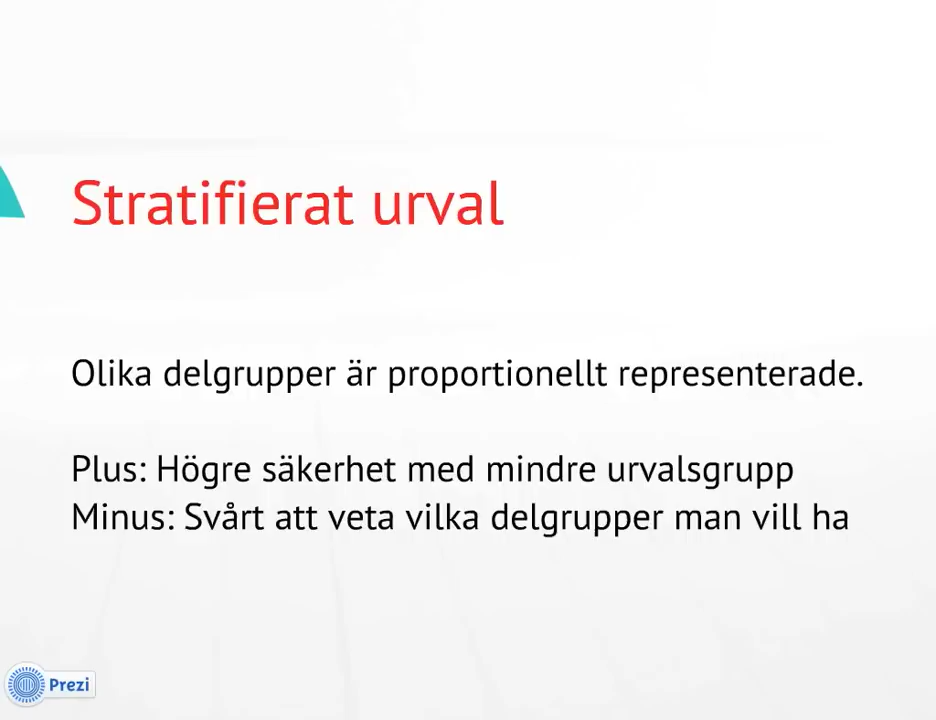 Stratifierat urval
Olika delgrupper är proportionellt representerade.
Plus: Högre säkerhet med mindre urvalsgrupp
Minus: Svårt att veta vilka delgrupper man vill ha
Prezi